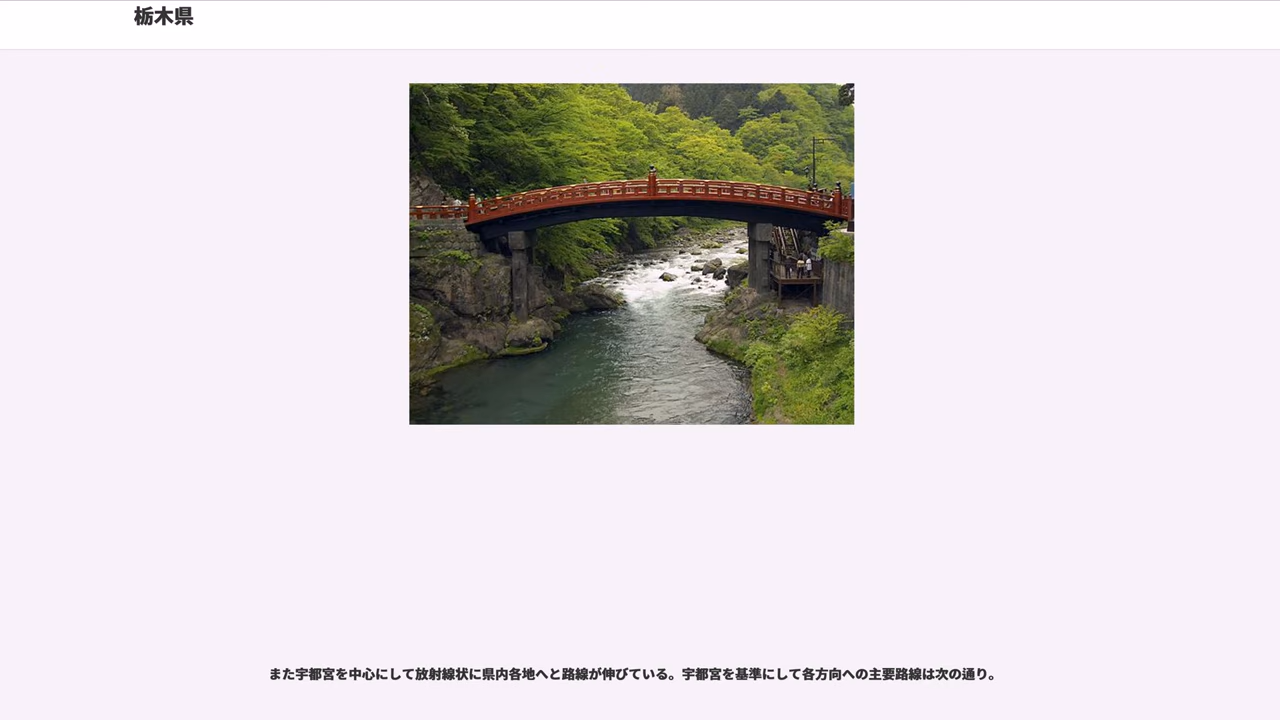 栃木県
また宇都宮を中心にして放射線状に県内各地へと路線が伸びている。宇都宮を基準にして各方向への主要路線は次の通り。